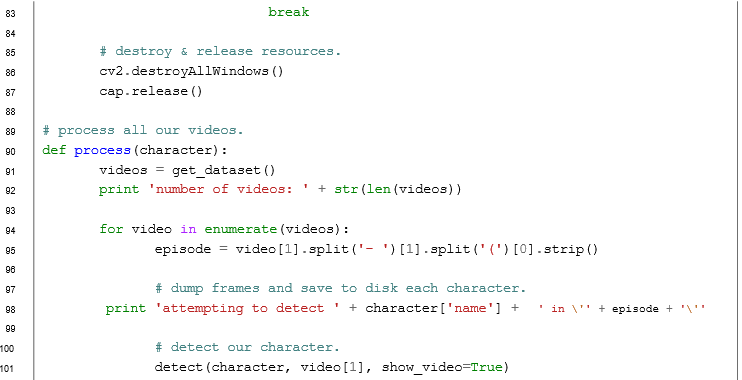 83 break
84
85 # destroy & release resources.
86 cv2.destroyAllWindows()
87 cap.release()
88
89 # process all our videos.
90 def process(character):
91 videos = get_dataset()
92 print 'number of videos: ' + str(len(videos))
93
94 for video in enumerate(videos):
95 episode = video[1].split('- ')[1].split('(')[0].strip()
96
97 # dump frames and save to disk each character.
98 print 'attempting to detect ' + character['name'] + ' in \'' + episode + '\''
99
100 # detect our character.
101 detect(character, video[1], show_video=True)